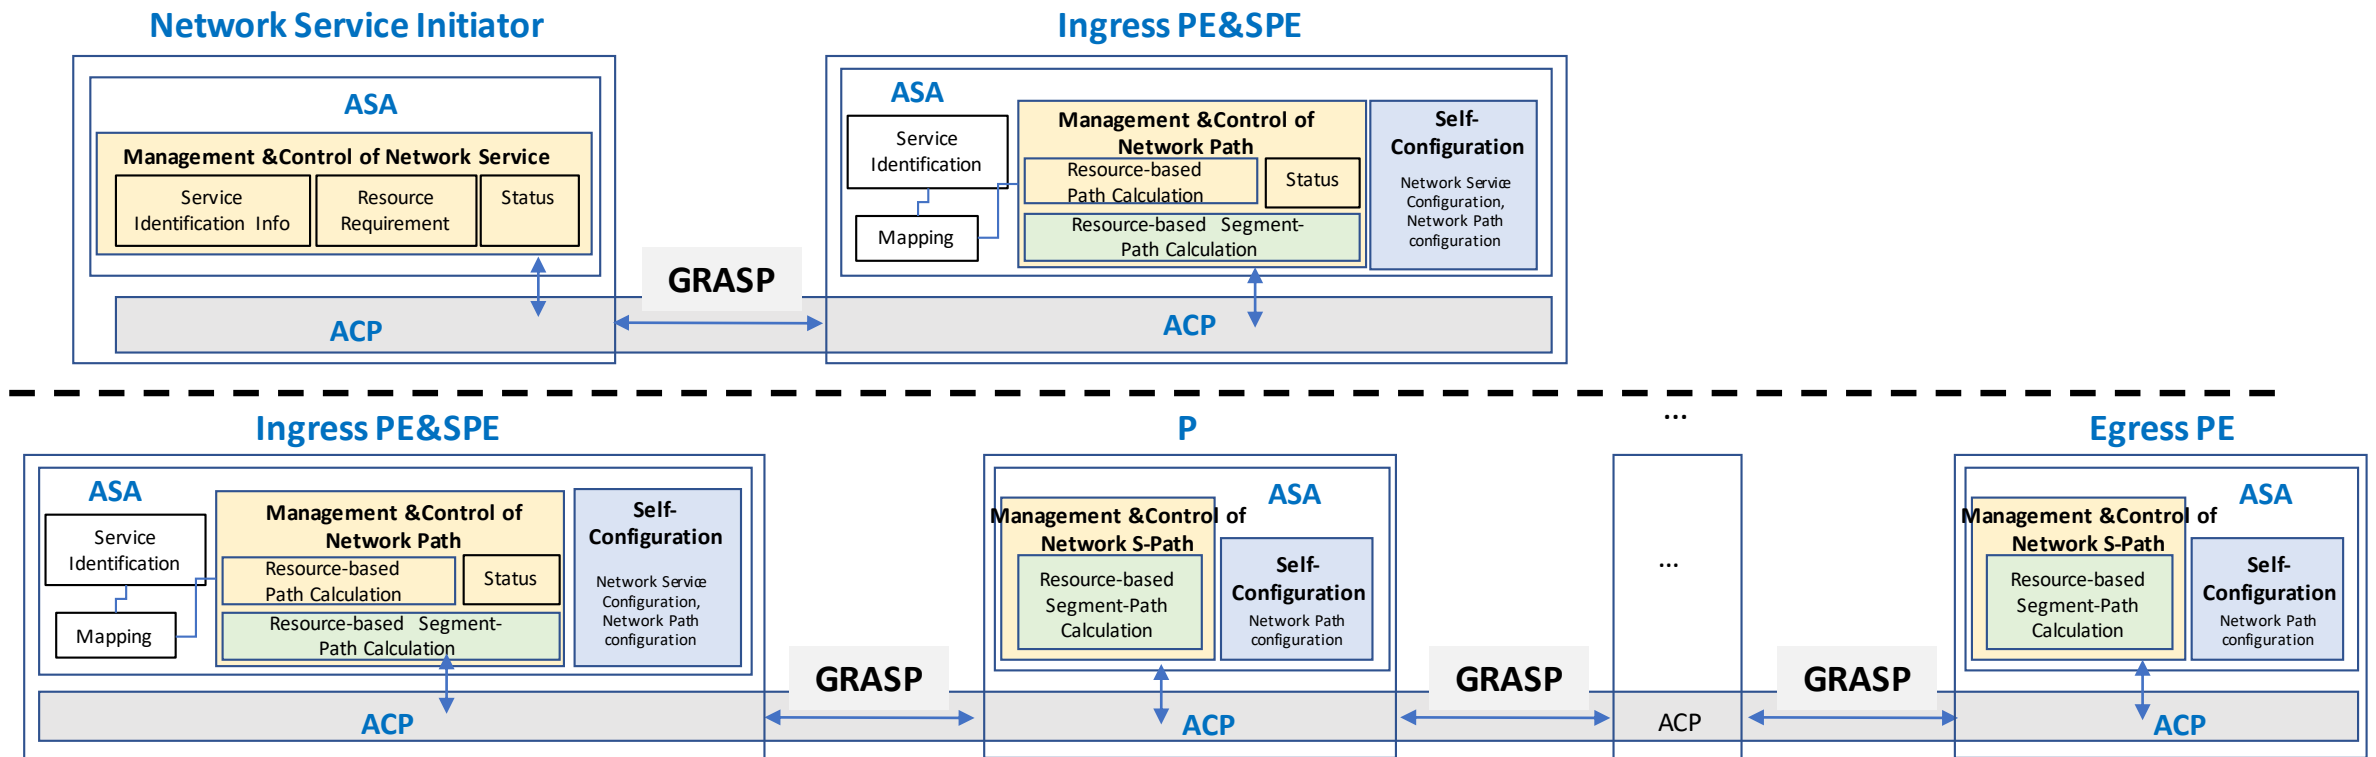 Network Service Initiator
ASA
Management &Control of Network Service
Service
Identification Info
Resource
Requirement
Status
ACP
GRASP
Ingress PE&SPE
ASA
Service
Identification
Mapping
Management &Control of
Network Path
Resource-based
Path Calculation
Status
Resource-based Segment-
Path Calculation
Self-
Configuration
Network Service
Configuration,
Network Path
configuration
ACP
Ingress PE&SPE
ASA
Service
Identification
Mapping
Management &Control of
Network Path
Resource-based
Path Calculation
Status
Resource-based Segment-
Path Calculation
Self-
Configuration
Network Service
Configuration,
Network Path
configuration
ACP
GRASP
P
ASA
Management &Control of
Network S-Path
Resource-based
Segment-Path
Calculation
Self-
Configuration
Network Path
configuration
ACP
GRASP
...
...
ACP
GRASP
Egress PE
ASA
Management &Control of
Network S-Path
Resource-based
Segment-Path
Calculation
Self-
Configuration
Network Path
configuration
ACP